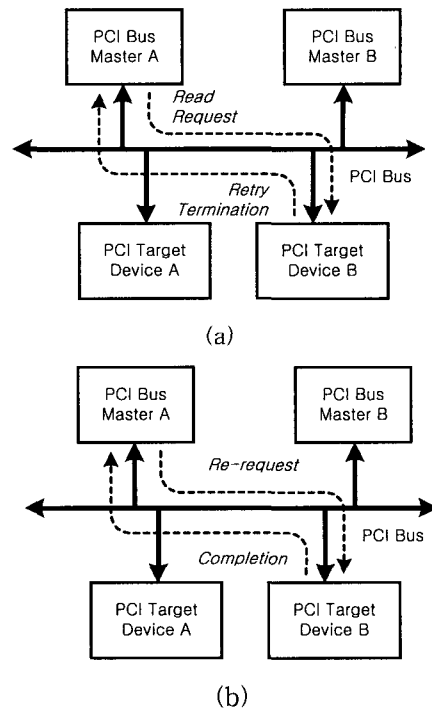 PCI Bus
Master A
PCI Bus
Master B
Read
Request
PCI Bus
Retry
Termination
PCI Target
Device A
PCI Target
Device B
(a)
PCI Bus
Master A
PCI Bus
Master B
Re-request
PCI Bus
Completion
PCI Target
Device A
PCI Target
Device B
(b)